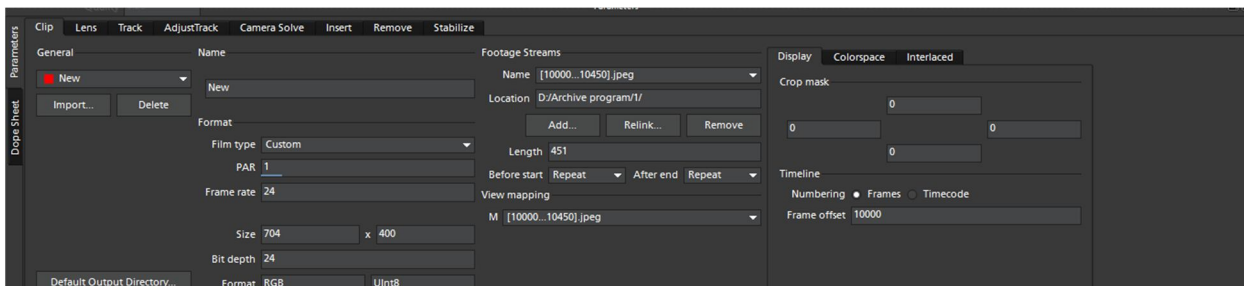 Parameters
Clip Lens Track AdjustTrack Camera Solve Insert Remove Stabilize
Parameters
Dope Sheet
General
New
Import... Delete
Default Output Directory...
Name
New
Format
Film type Custom
PAR 1
Frame rate 24
Size 704 x 400
Bit depth 24
Format RGB UInt8
Footage Streams
Name [10000...10450].jpeg
Location D:/Archive program/1/
Add... Relink... Remove
Length 451
Before start Repeat After end Repeat
View mapping
M [10000...10450].jpeg
Display Colorspace Interlaced
Crop mask
0
0 0
0
Timeline
Numbering Frames Timecode
Frame offset 10000